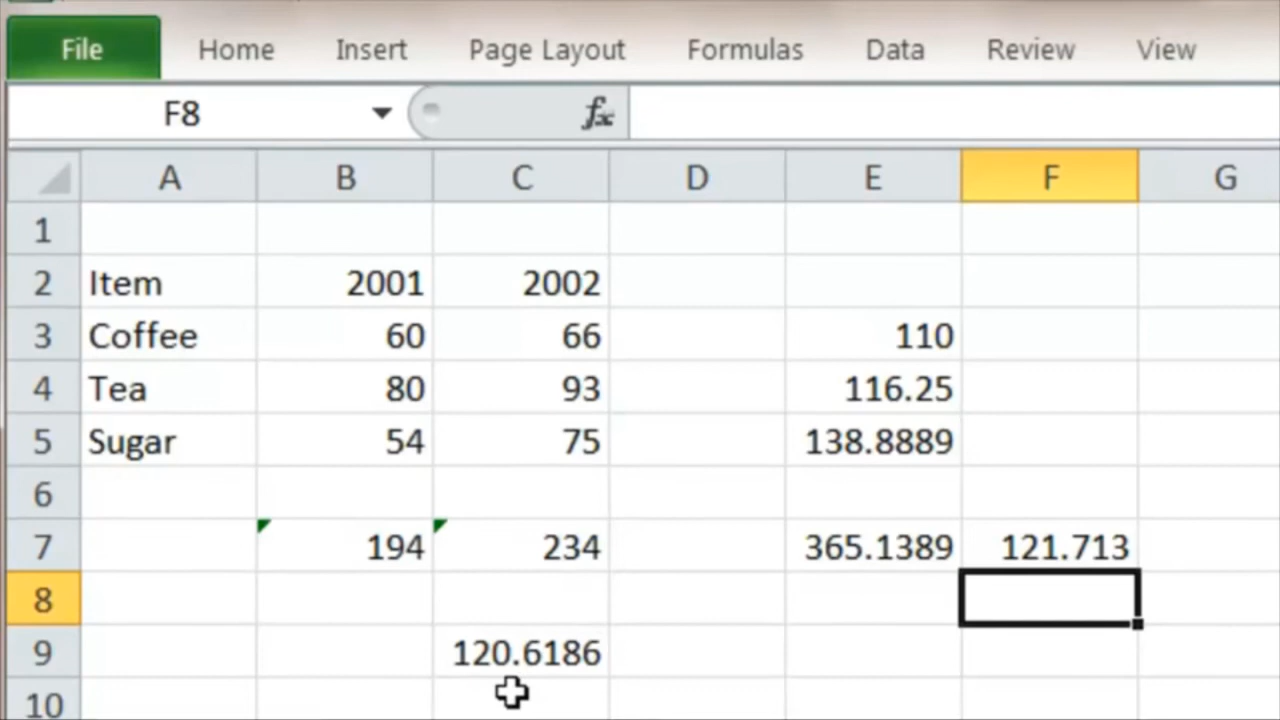 File Home Insert Page Layout Formulas Data Review View
F8 fx
A B C D E F G
1
2 Item 2001 2002
3 Coffee 60 66 110
4 Tea 80 93 116.25
5 Sugar 54 75 138.8889
6
7 194 234 365.1389 121.713
8
9 120.6186
10